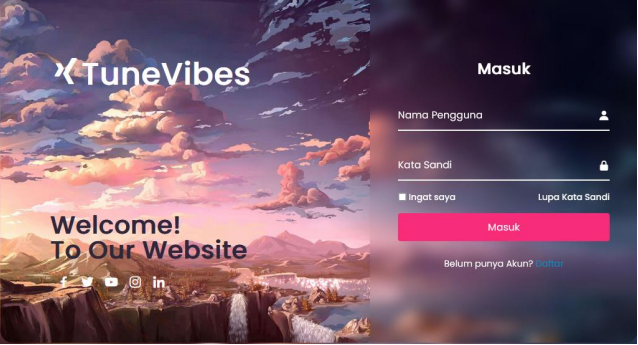 TuneVibes
Welcome!
To Our Website
Masuk
Nama Pengguna
Kata Sandi
Ingat saya
Lupa Kata Sandi
Masuk
Belum punya Akun? Daftar